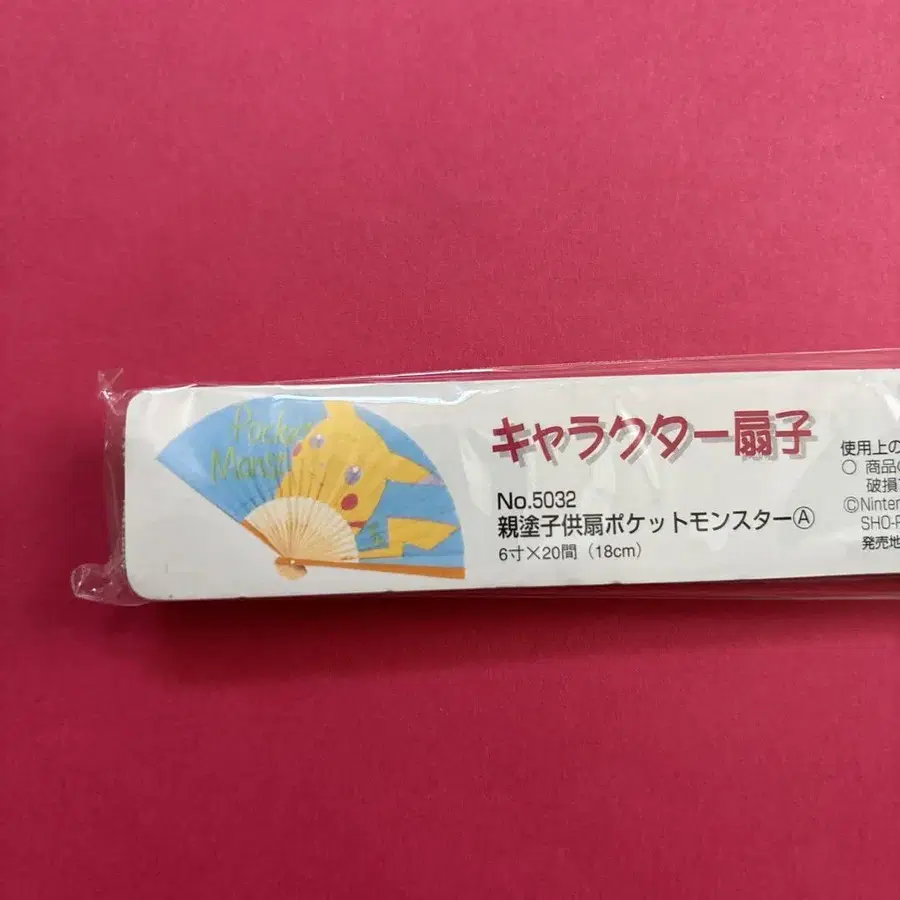 Pocket
Monst
キャラクター扇子
No.5032
親塗子供扇ポケットモンスターⒶ
6寸×20間（18cm）
使用上の
○ 商品
破損
©Ninten
SHO-P
発売